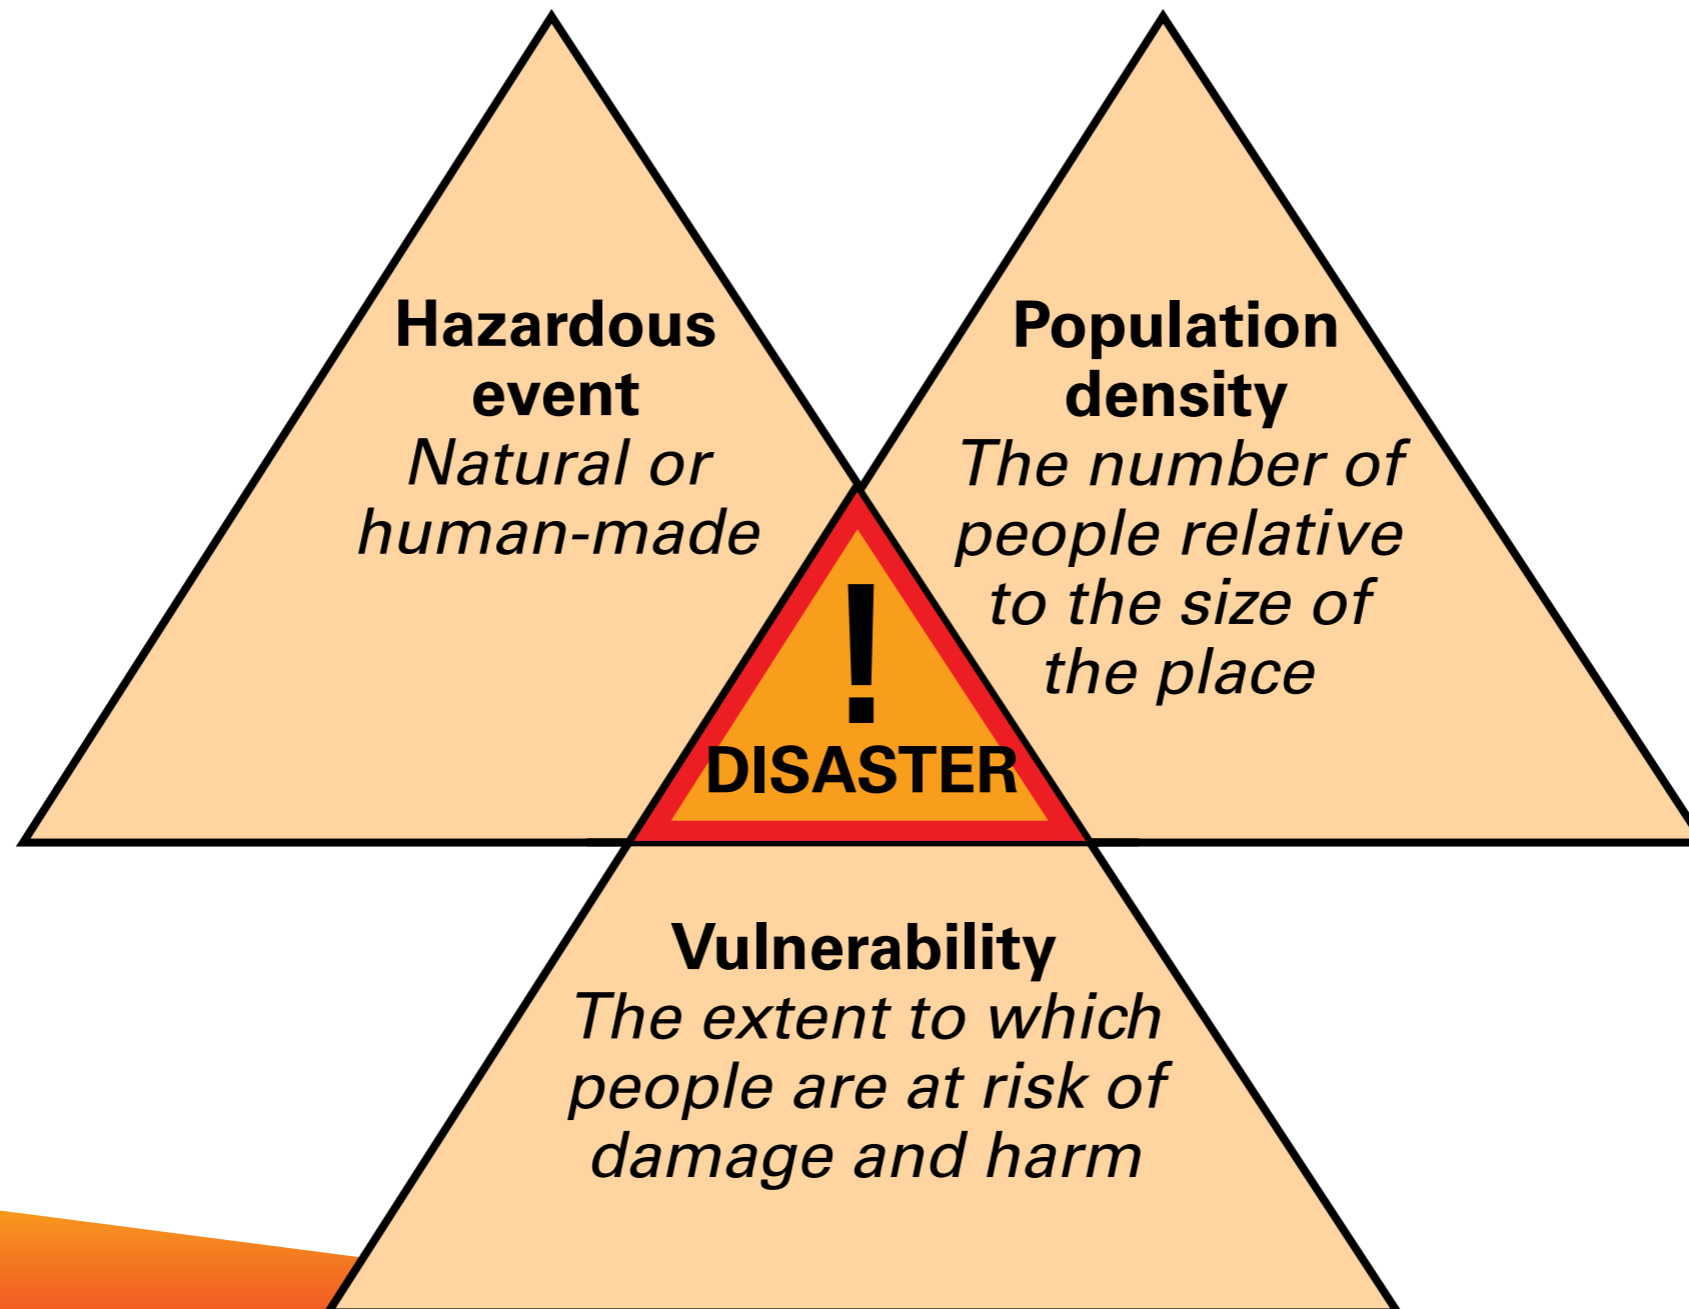 Hazardous
event
Natural or
human-made
Population
density
The number of
people relative
to the size of
the place
!
DISASTER
Vulnerability
The extent to which
people are at risk of
damage and harm